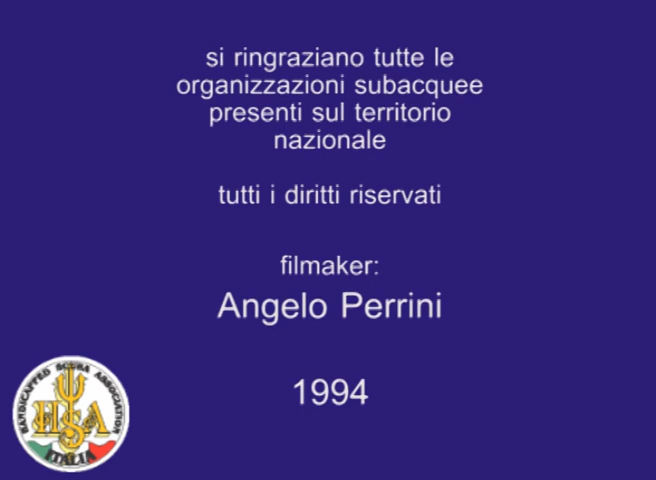 si ringraziano tutte le
organizzazioni subacquee
presenti sul territorio
nazionale
tutti i diritti riservati
filmaker:
Angelo Perrini
1994
HANDICAPPED SCUBA ASSOCIATION
HSA
ITALIA